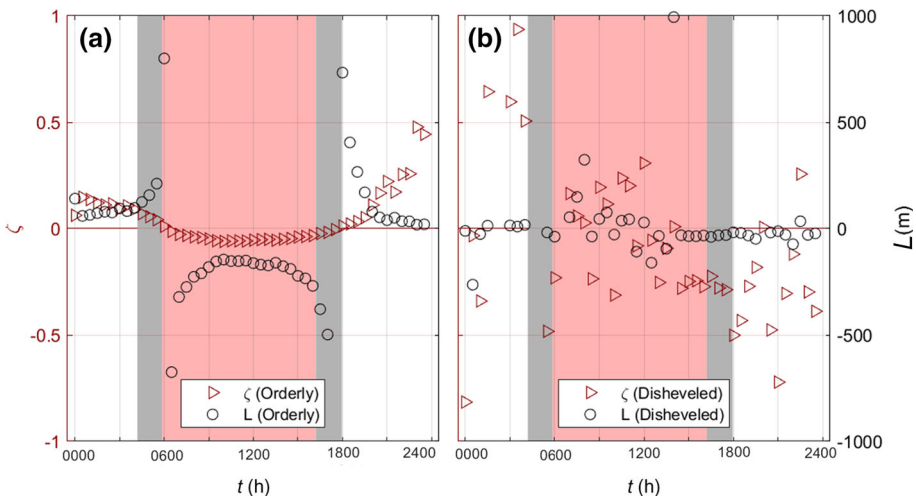 (a)
(b)
1
0.5
0
-0.5
-1
ζ
1000
500
0
-500
-1000
L(m)
ζ (Orderly)
L (Orderly)
ζ (Disheveled)
L (Disheveled)
0000 0600 1200 1800 2400
0600 1200 1800 2400
t (h)
t (h)